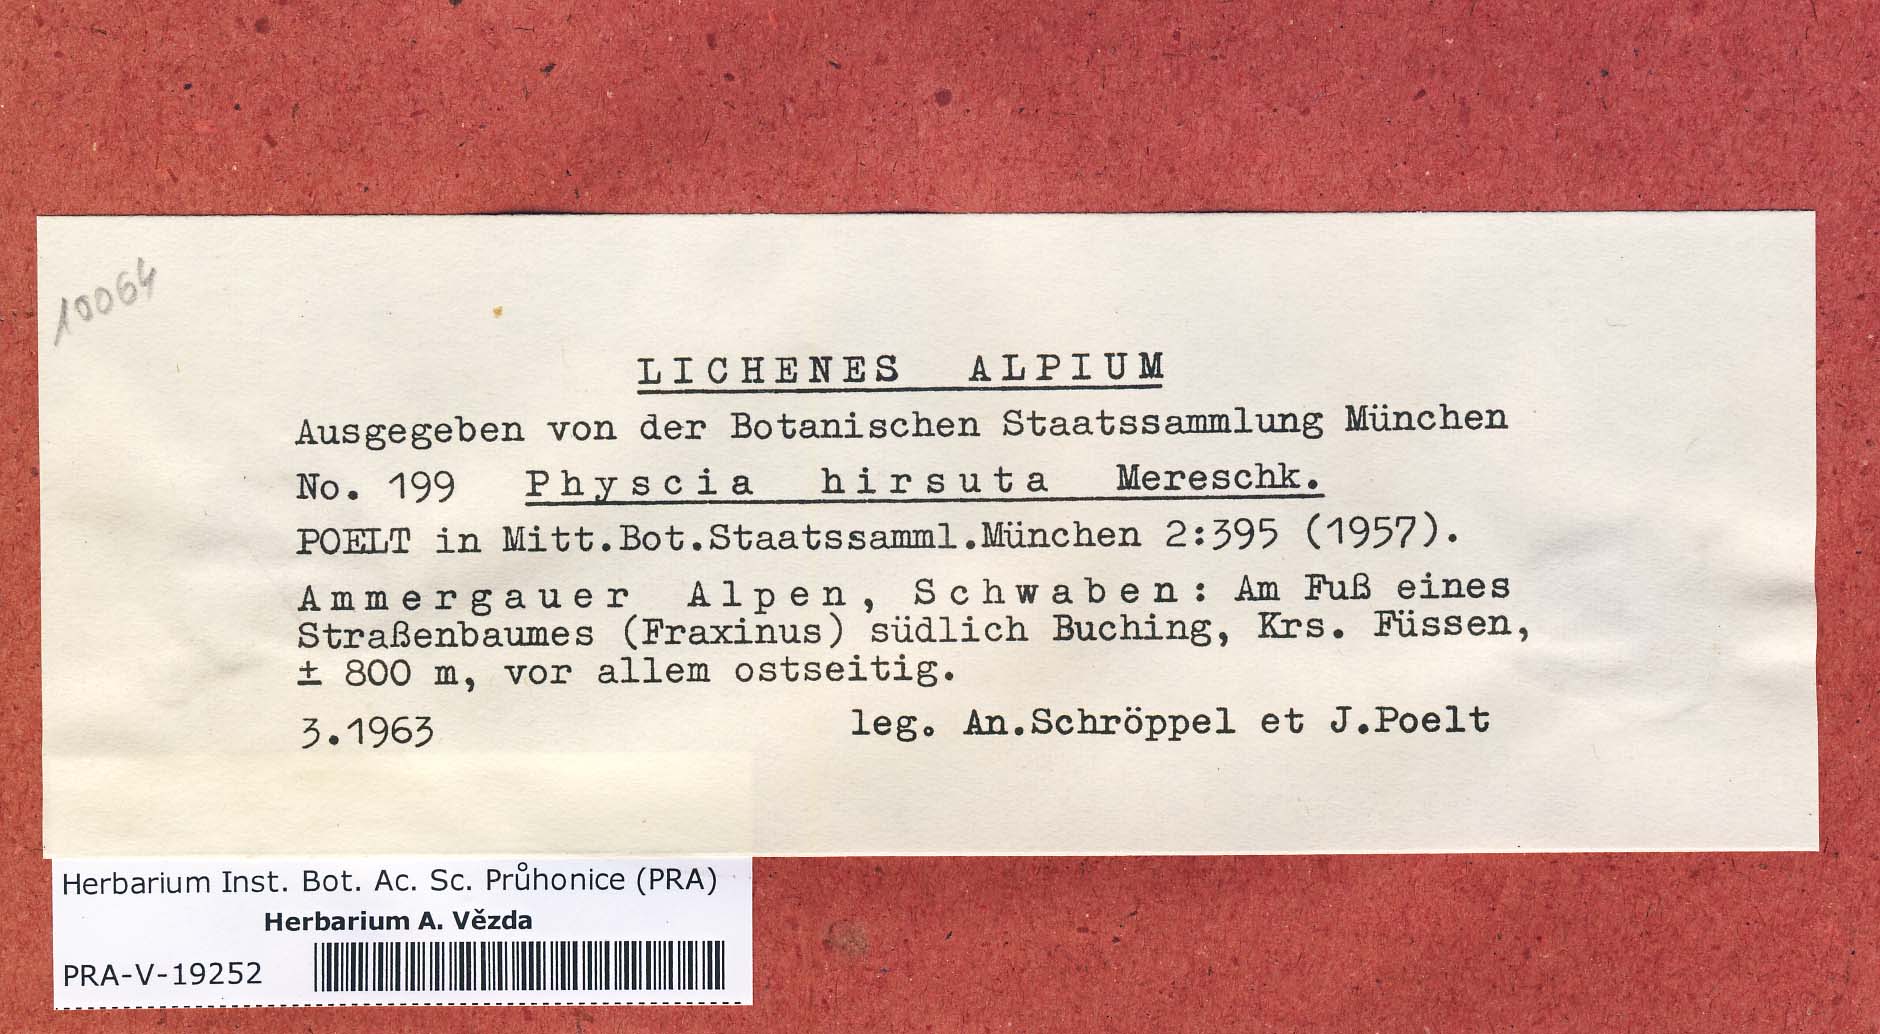 10064
LICHENES ALPIUM
Ausgegeben von der Botanischen Staatssammlung München
No. 199 Physcia hirsuta Mereschk.
POELT in Mitt.Bot.Staatssamml.München 2:395 (1957).
Ammergauer Alpen, Schwaben: Am Fuß eines
Straßenbaumes (Fraxinus) südlich Buching, Krs. Füssen,
± 800 m, vor allem ostseitig.
3.1963 leg. An.Schröppel et J.Poelt
Herbarium Inst. Bot. Ac. Sc. Průhonice (PRA)
Herbarium A. Vězda
PRA-V-19252